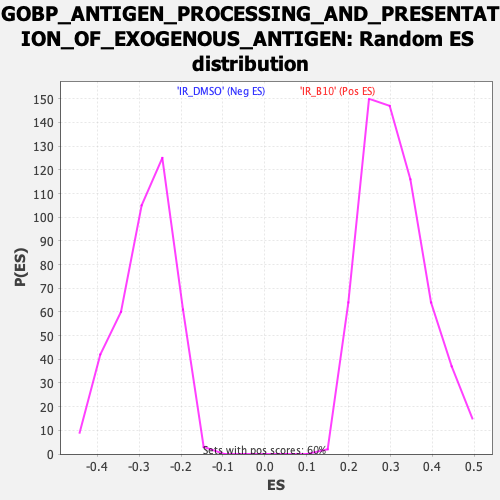 GOBP_ANTIGEN_PROCESSING_AND_PRESENTAT
ION_OF_EXOGENOUS_ANTIGEN: Random ES
distribution
'IR_DMSO' (Neg ES) 'IR_B10' (Pos ES)
150
140
130
120
110
100
90
80
70
60
50
40
30
20
10
0
P(ES)
Sets with pos scores: 60%
-0.4 -0.3 -0.2 -0.1 0.0 0.1 0.2 0.3 0.4 0.5
ES